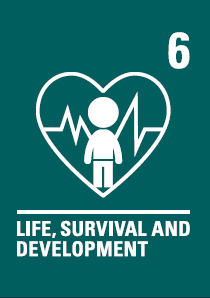 6
LIFE, SURVIVAL AND
DEVELOPMENT